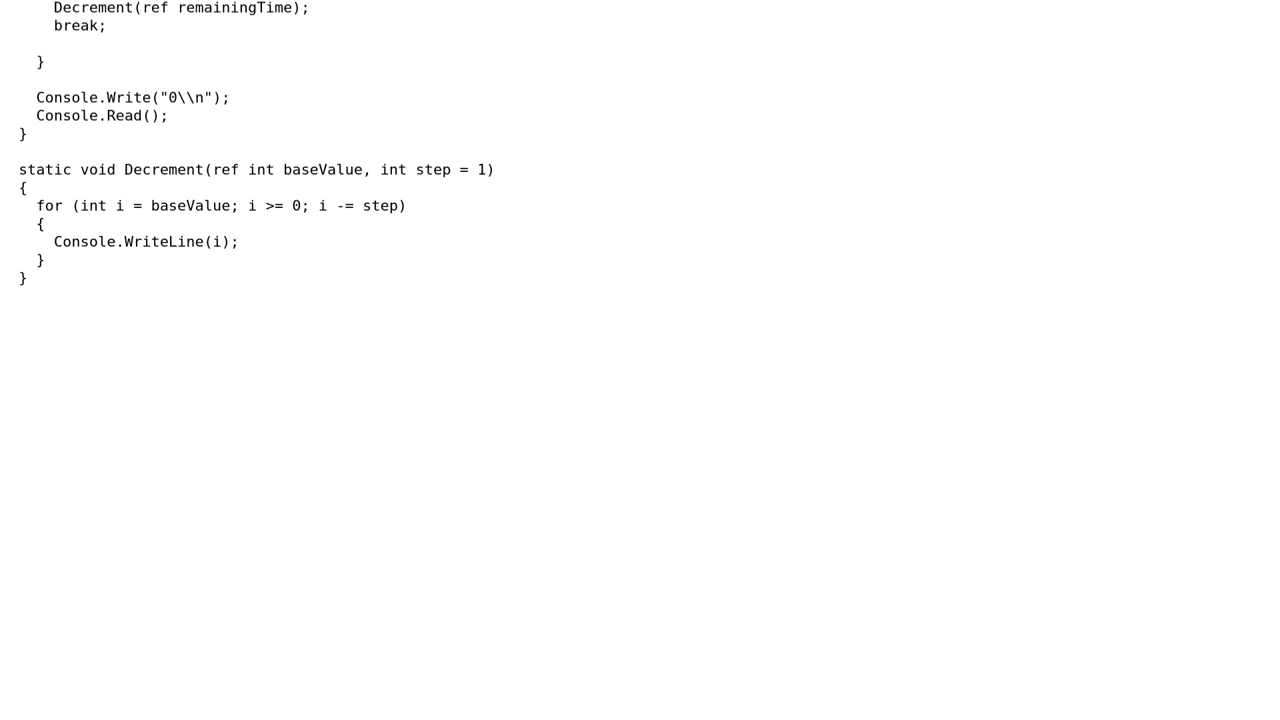 Decrement(ref remainingTime);
break;
}
Console.Write("0\\n");
Console.Read();
}
static void Decrement(ref int baseValue, int step = 1)
{
for (int i = baseValue; i >= 0; i -= step)
{
Console.WriteLine(i);
}
}